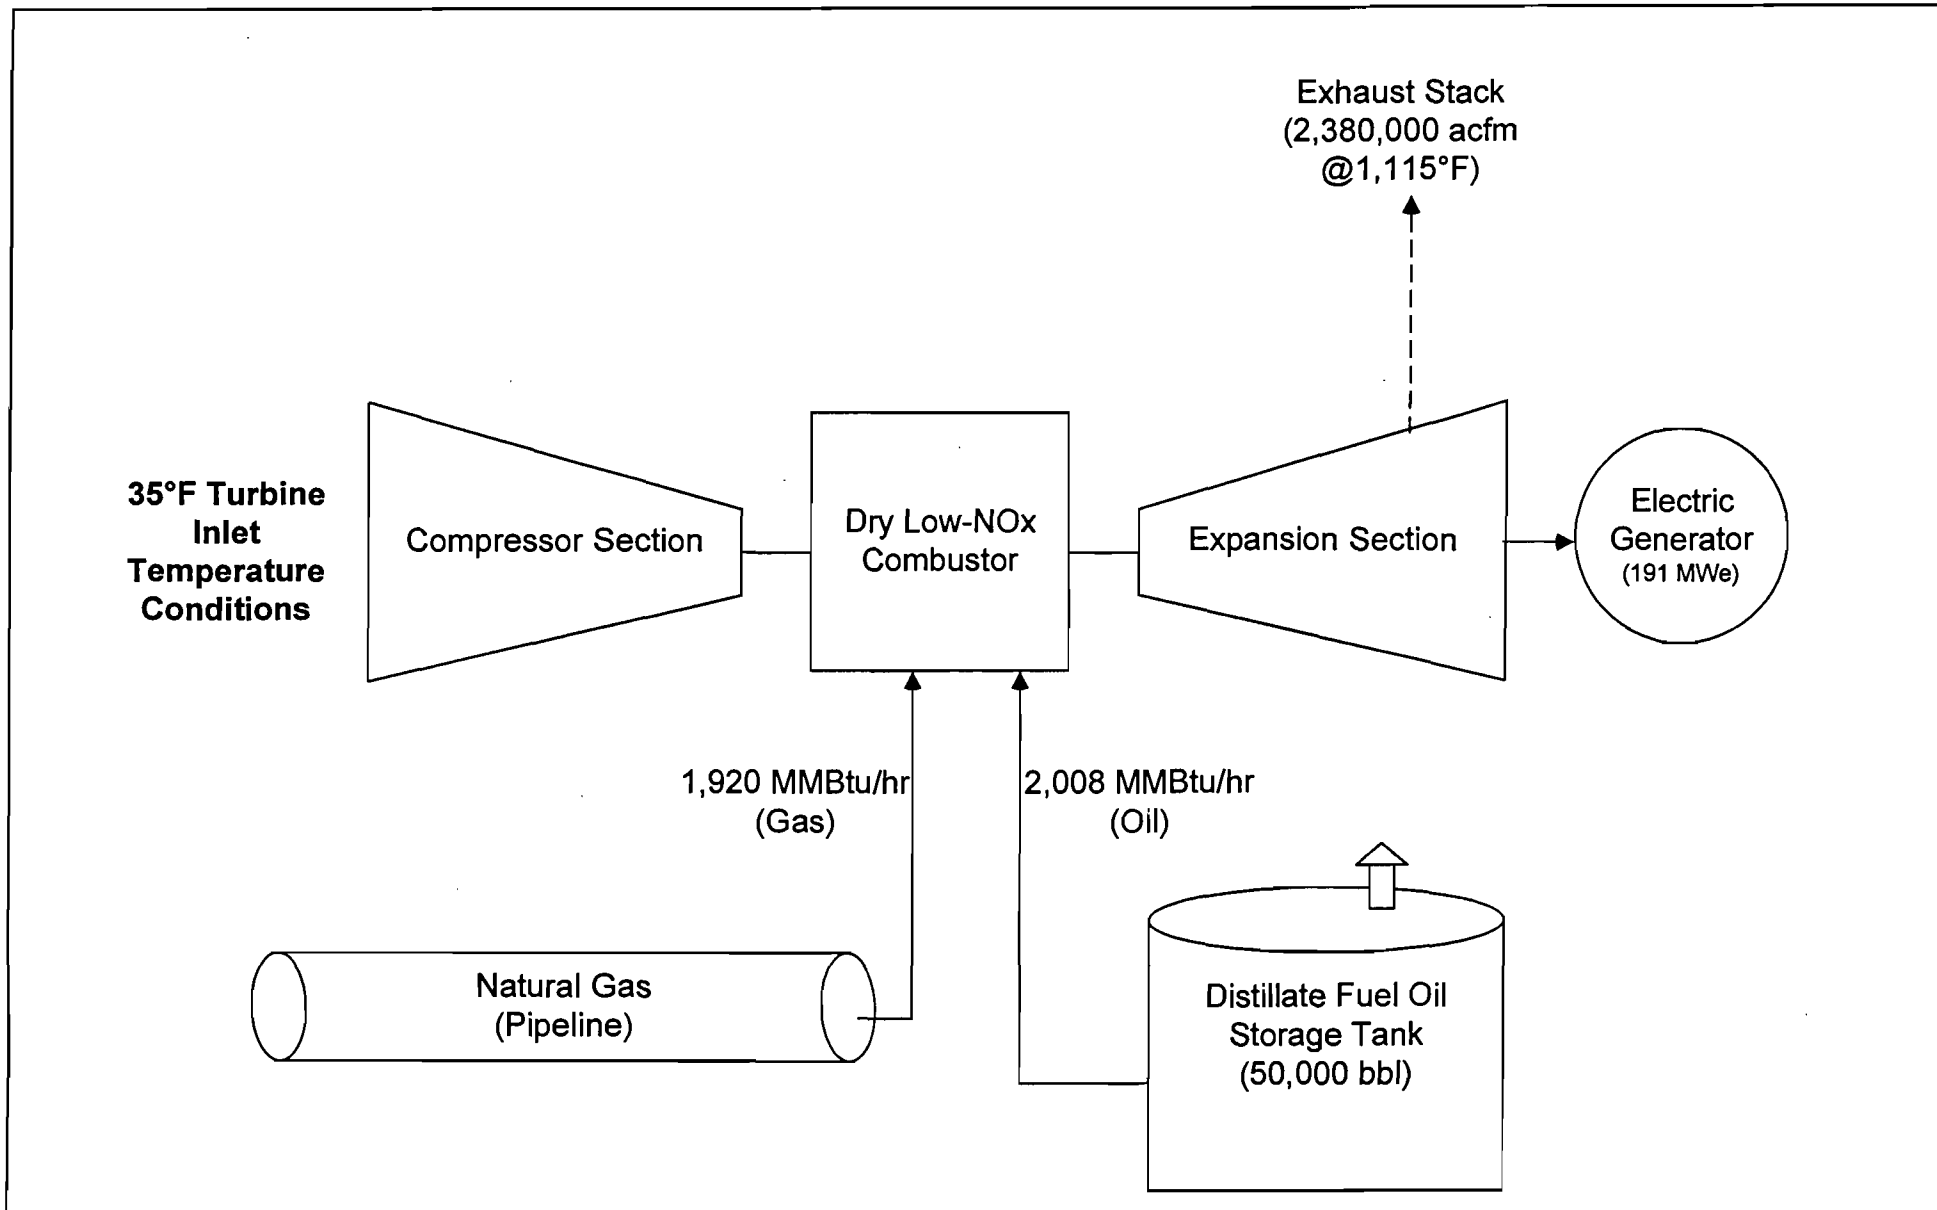 Exhaust Stack
(2,380,000 acfm
@1,115°F)
35°F Turbine
Inlet
Temperature
Conditions
Compressor Section
Dry Low-NOx
Combustor
Expansion Section
Electric
Generator
(191 MWe)
1,920 MMBtu/hr
(Gas)
2,008 MMBtu/hr
(Oil)
Natural Gas
(Pipeline)
Distillate Fuel Oil
Storage Tank
(50,000 bbl)